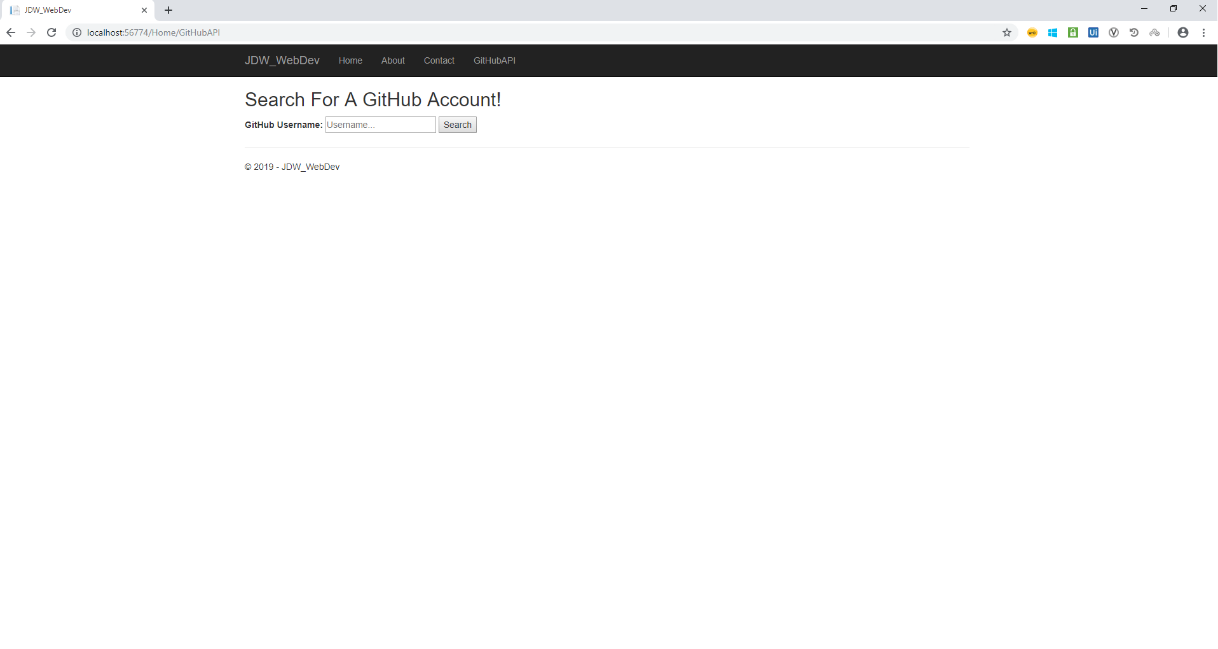 JDW_WebDev
localhost:56774/Home/GitHubAPI
JDW_WebDev Home About Contact GitHubAPI
Search For A GitHub Account!
GitHub Username: Username... Search
© 2019 - JDW_WebDev